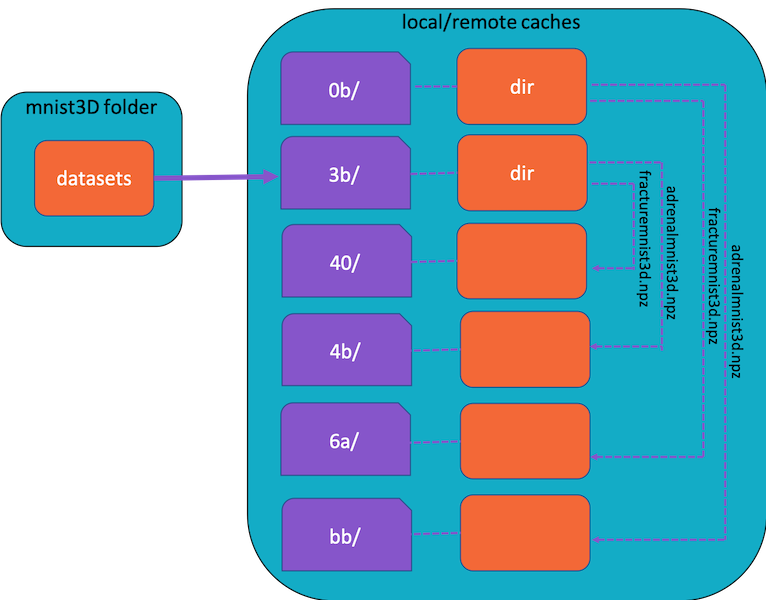 local/remote caches
mnist3D folder
datasets
0b/
dir
3b/
dir
40/
4b/
6a/
bb/
fracturemnist3d.npz
adrenalmnist3d.npz
fracturemnist3d.npz
adrenalmnist3d.npz